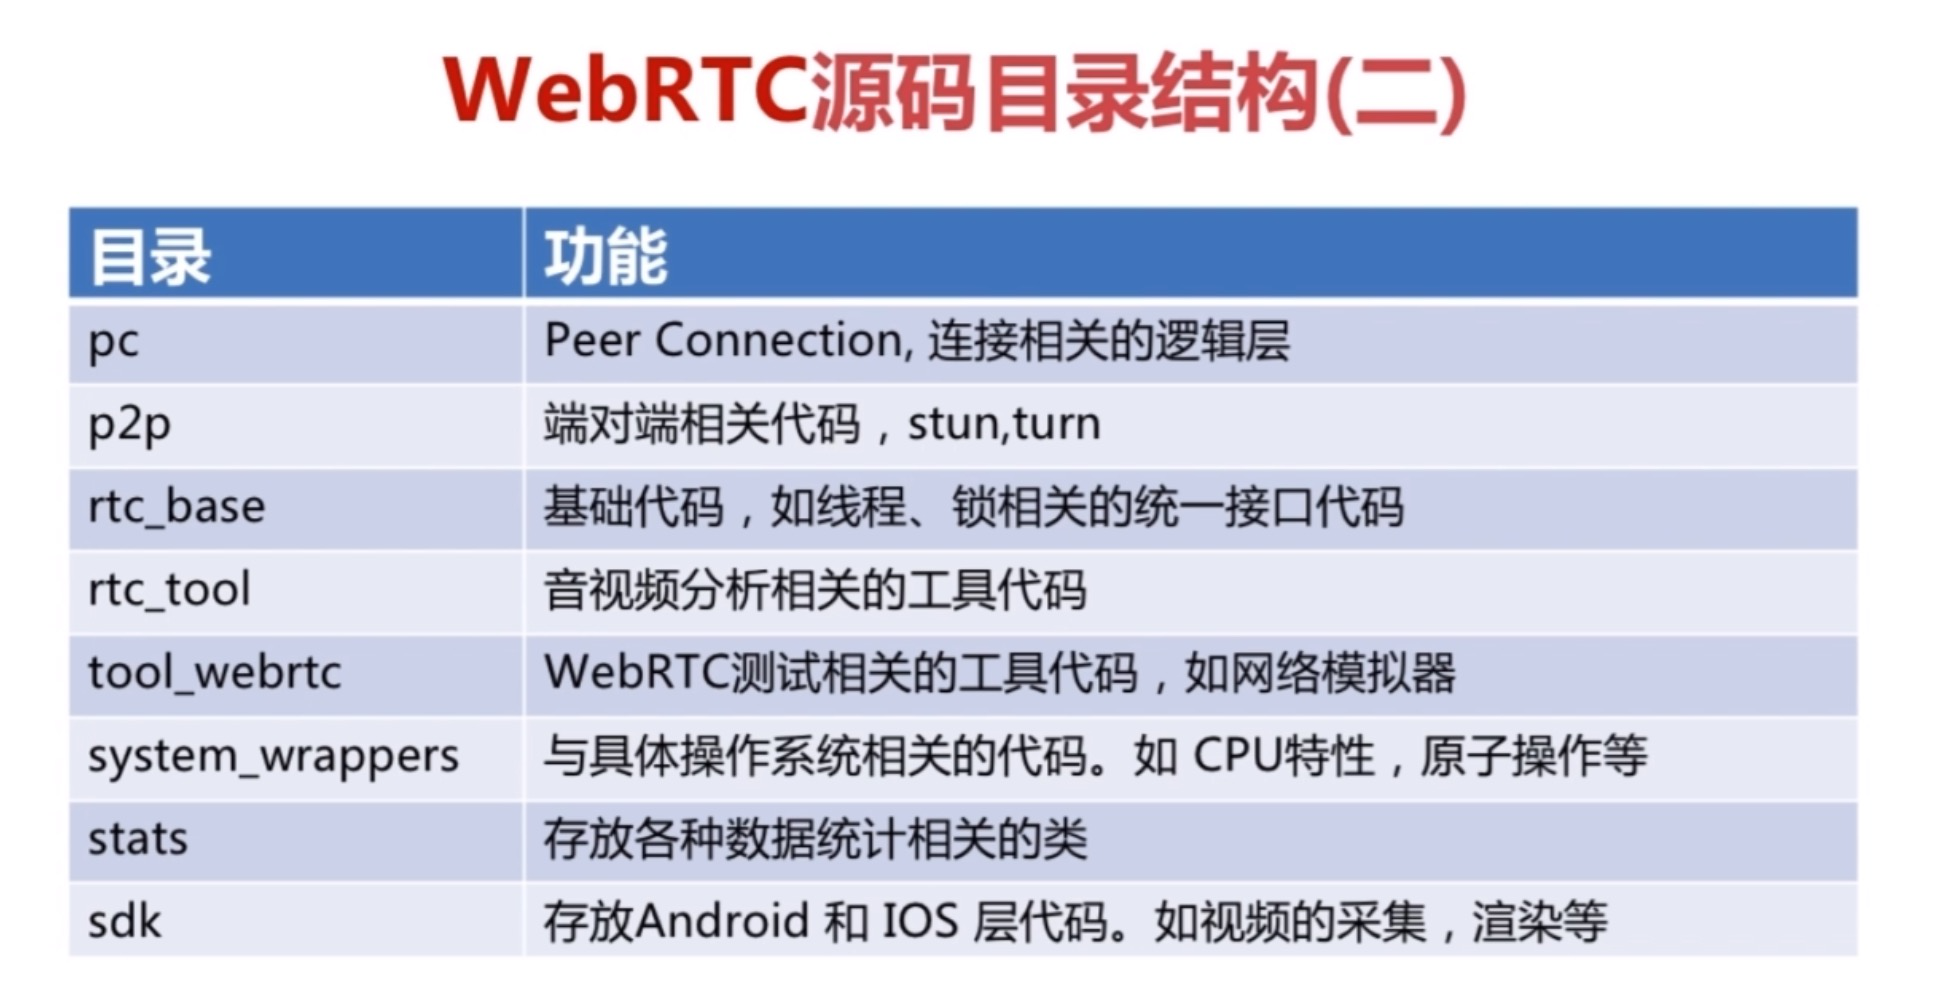 WebRTC源码目录结构(二)
目录 功能
pc Peer Connection, 连接相关的逻辑层
p2p 端对端相关代码，stun,turn
rtc_base 基础代码，如线程、锁相关的统一接口代码
rtc_tool 音视频分析相关的工具代码
tool_webrtc WebRTC测试相关的工具代码，如网络模拟器
system_wrappers 与具体操作系统相关的代码。如 CPU特性，原子操作等
stats 存放各种数据统计相关的类
sdk 存放Android 和 IOS 层代码。如视频的采集，渲染等